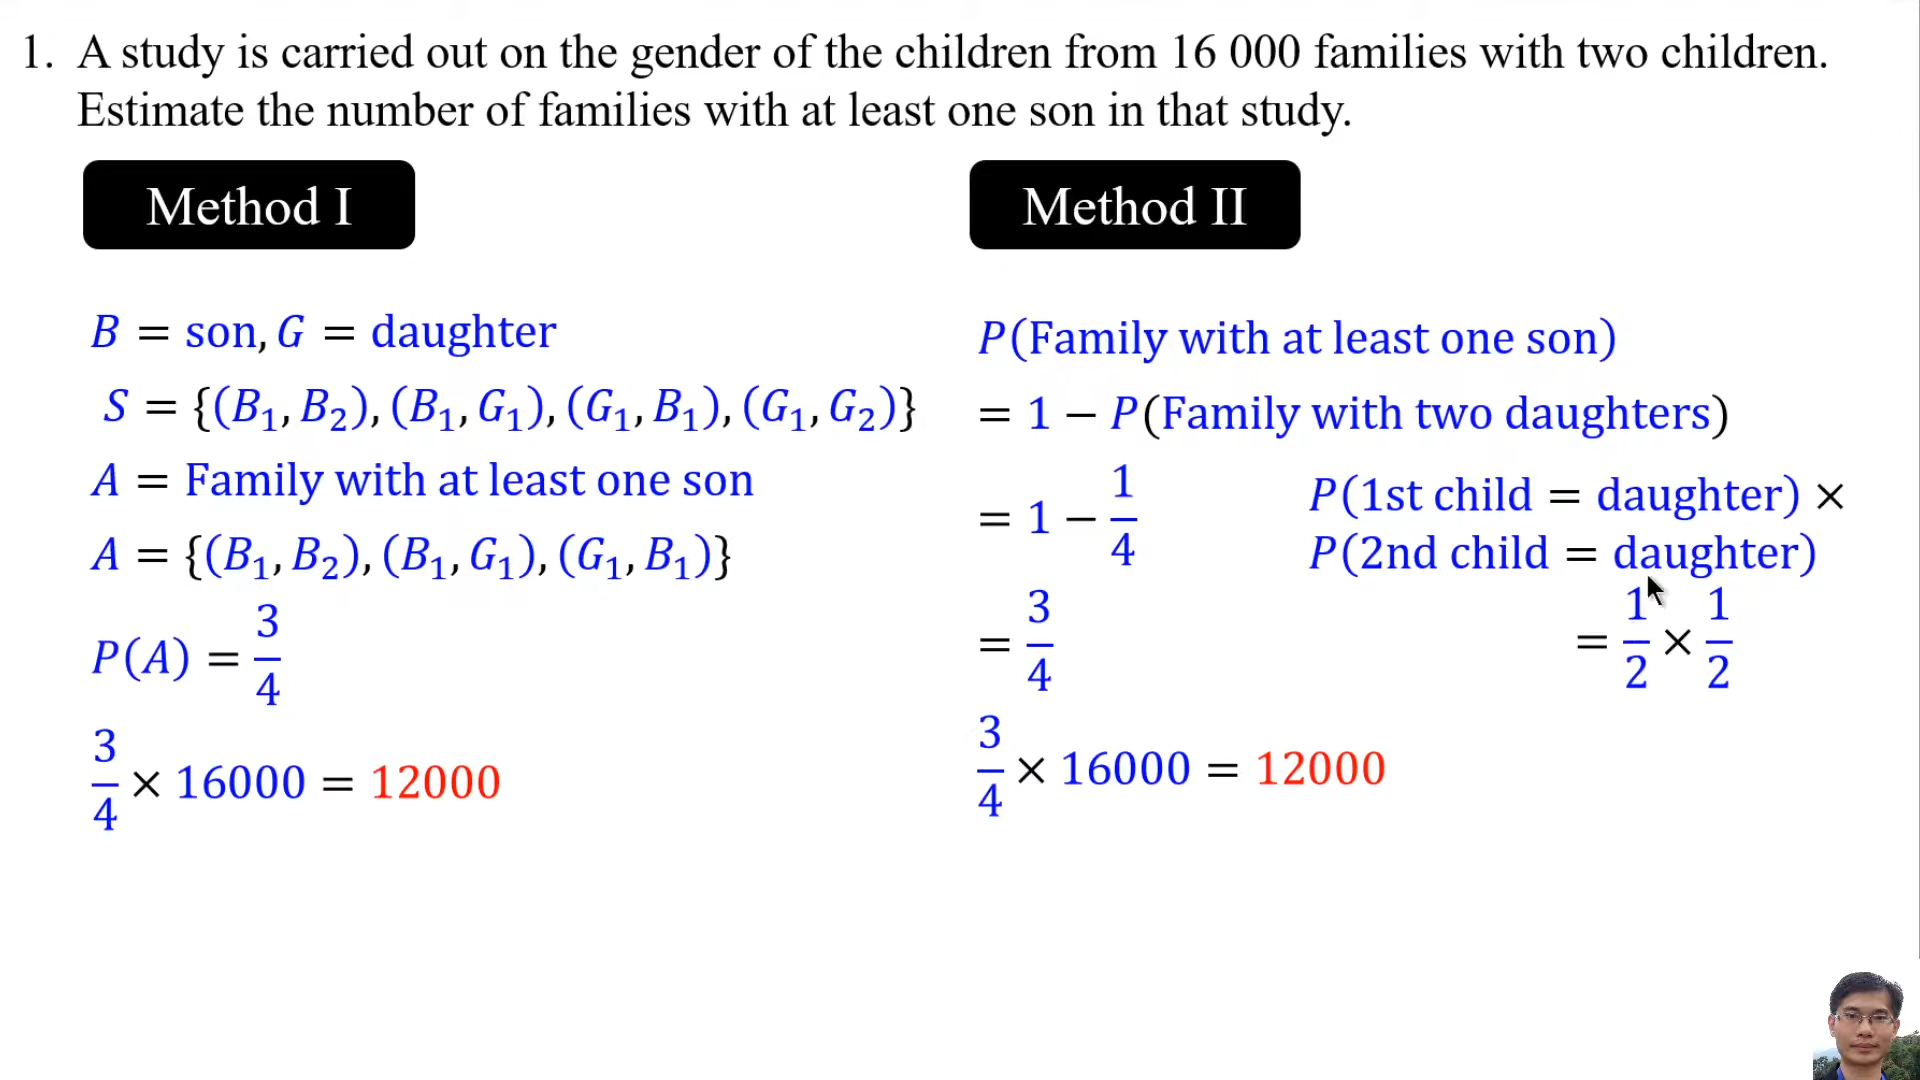 1. A study is carried out on the gender of the children from 16 000 families with two children.
Estimate the number of families with at least one son in that study.
Method I
B = son, G = daughter
S = {(B₁, B₂), (B₁, G₁), (G₁, B₁), (G₁, G₂)}
A = Family with at least one son
A = {(B₁, B₂), (B₁, G₁), (G₁, B₁)}
P(A) = 3/4
3/4 × 16000 = 12000
Method II
P(Family with at least one son)
= 1 − P(Family with two daughters)
= 1 − 1/4
P(1st child = daughter) ×
P(2nd child = daughter)
= 1/2 × 1/2
= 3/4
3/4 × 16000 = 12000